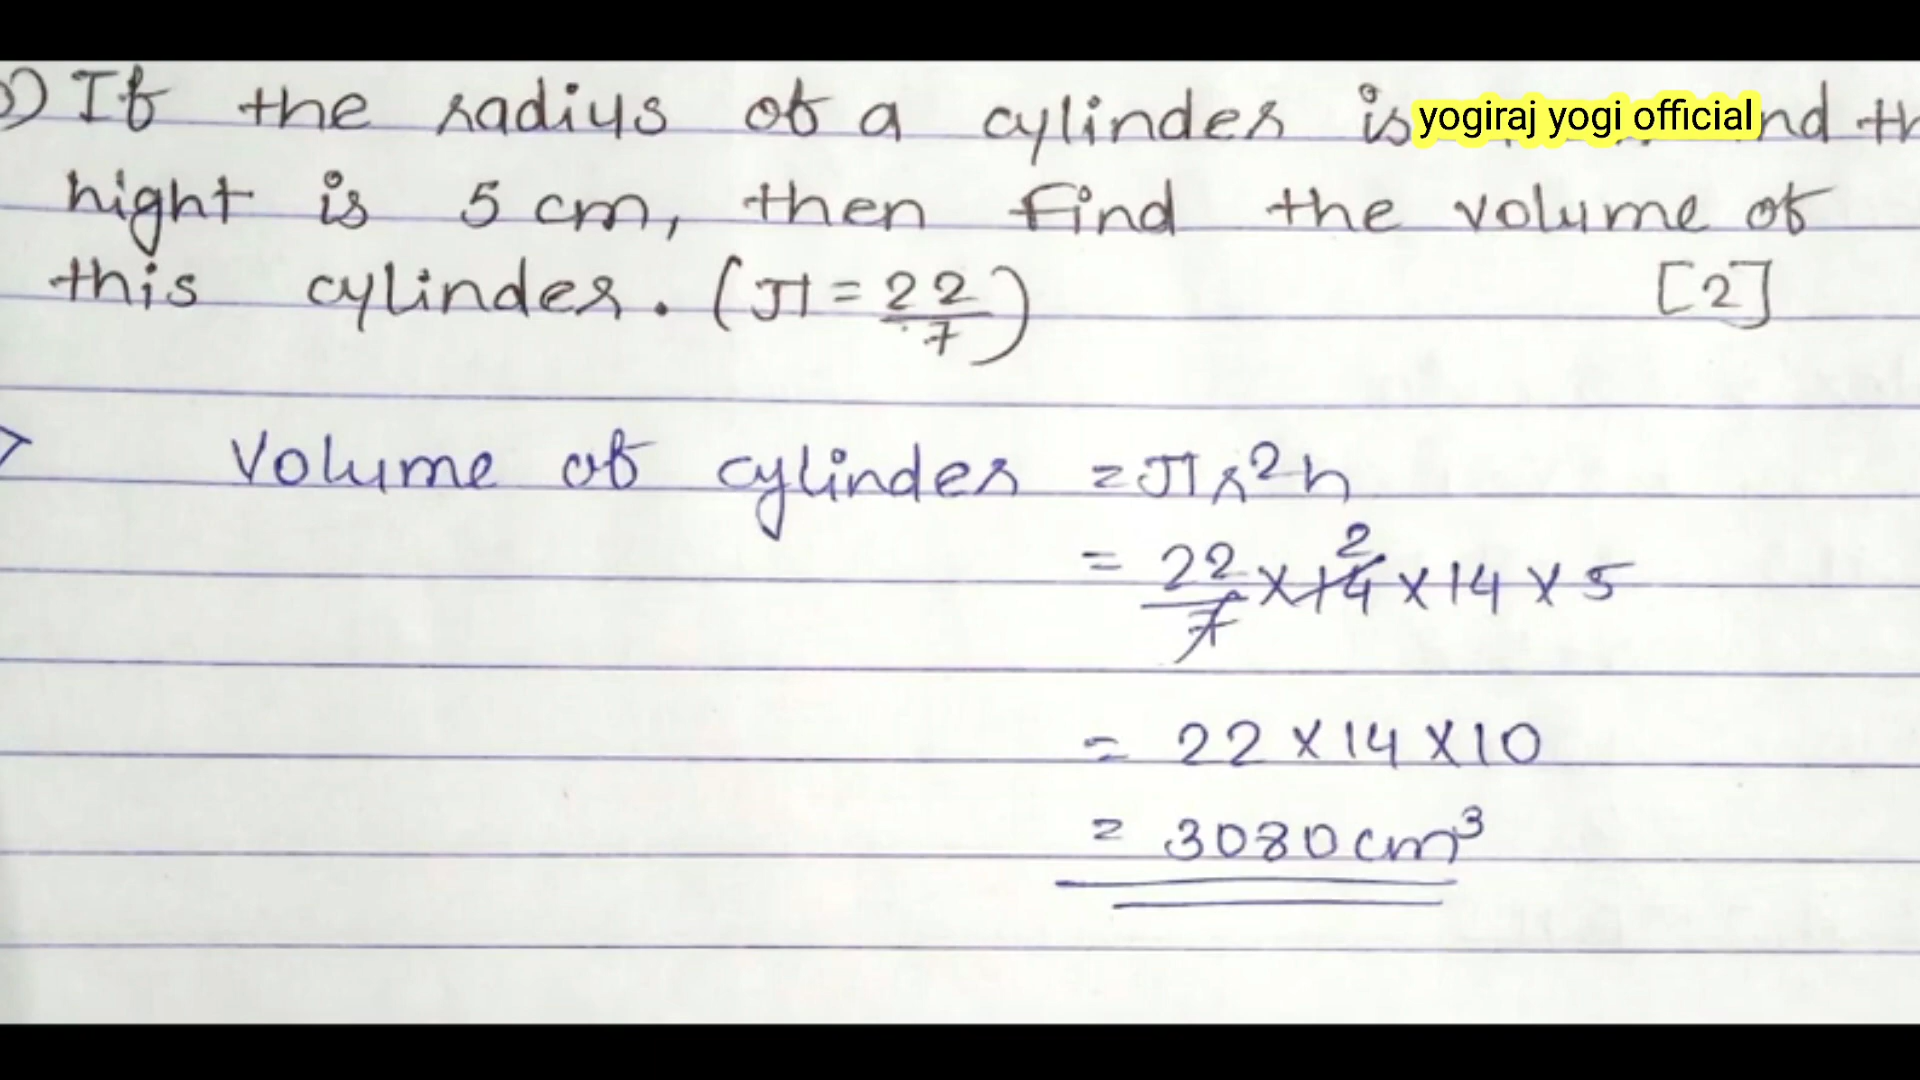 If the radius of a cylinder is yogiraj yogi official nd th
hight is 5 cm, then find the volume of
this cylinder. (π = 22/7) [2]
Volume of cylinder = πr²h
= 22/7 × 14 2 × 14 × 5
= 22 × 14 × 10
= 3080 cm³